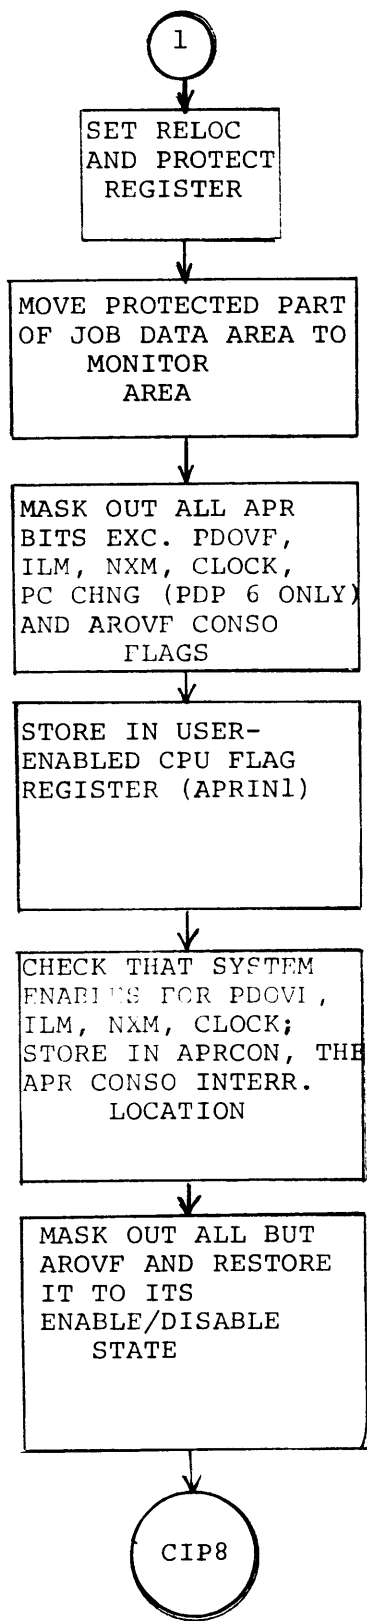 1
SET RELOC
AND PROTECT
REGISTER
MOVE PROTECTED PART
OF JOB DATA AREA TO
MONITOR
AREA
MASK OUT ALL APR
BITS EXC. PDOVF,
ILM, NXM, CLOCK,
PC CHNG (PDP 6 ONLY)
AND AROVF CONSO
FLAGS
STORE IN USER-
ENABLED CPU FLAG
REGISTER (APRIN1)
CHECK THAT SYSTEM
ENABLES FOR PDOVF,
ILM, NXM, CLOCK;
STORE IN APRCON, THE
APR CONSO INTERR.
LOCATION
MASK OUT ALL BUT
AROVF AND RESTORE
IT TO ITS
ENABLE/DISABLE
STATE
CIP8